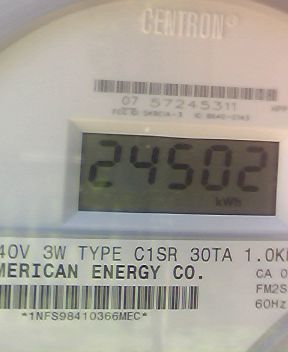 CENTRON®
07 57245311
24502
kWh
40V 3W TYPE C1SR 30TA 1.0K
MERICAN ENERGY CO.
CA 0
FM2S
60Hz
*1NFS98410366MEC*